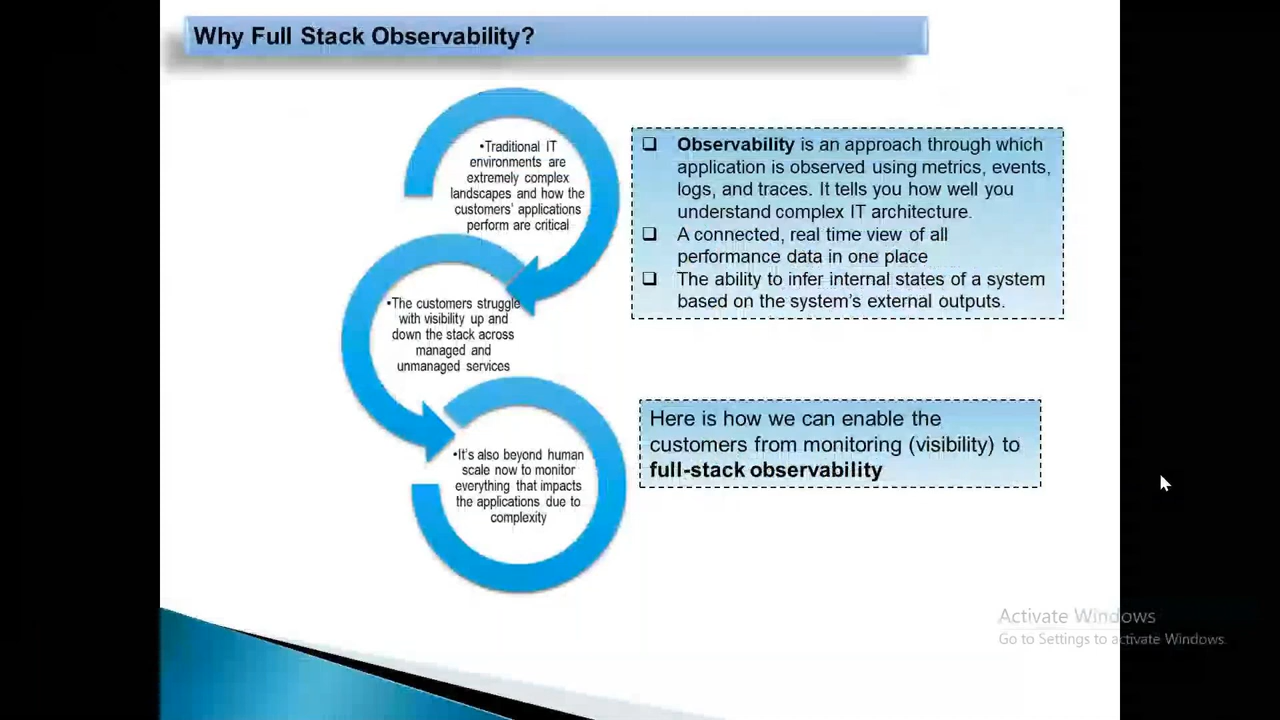 Why Full Stack Observability?
•Traditional IT
environments are
extremely complex
landscapes and how the
customers' applications
perform are critical
•The customers struggle
with visibility up and
down the stack across
managed and
unmanaged services
•It's also beyond human
scale now to monitor
everything that impacts
the applications due to
complexity
❑ Observability is an approach through which
application is observed using metrics, events,
logs, and traces. It tells you how well you
understand complex IT architecture.
❑ A connected, real time view of all
performance data in one place
❑ The ability to infer internal states of a system
based on the system's external outputs.
Here is how we can enable the
customers from monitoring (visibility) to
full-stack observability
Activate Windows
Go to Settings to activate Windows.